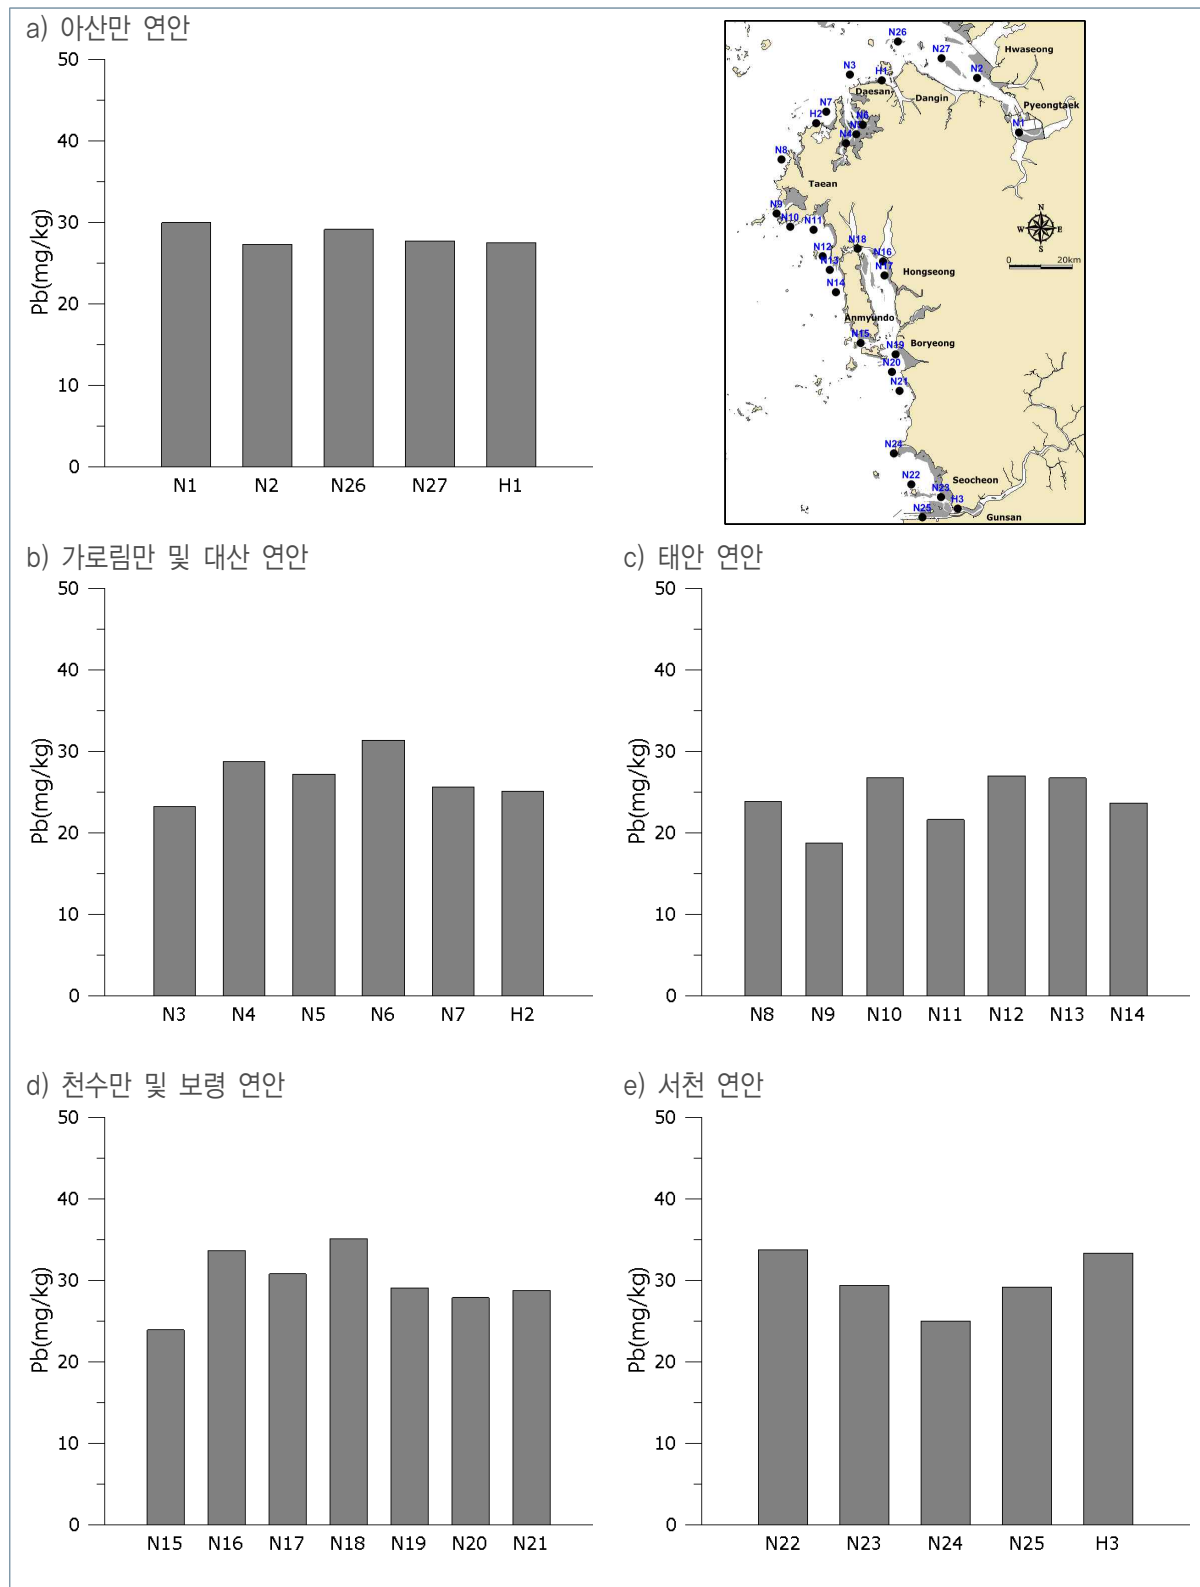 a) 아산만 연안
Pb(mg/kg)
50
40
30
20
10
0
N1 N2 N26 N27 H1
N26
N27
Hwaseong
N3
H1
N2
Daesan
Dangin
Pyeongtaek
N7
H2
N6
N5
N4
N1
N8
Taean
N9
N10
N11
N
W E
S
N18
N12
N16
N13
N17
Hongseong
0 20km
N14
Anmyundo
N15
N19
Boryeong
N20
N21
N24
N22
Seocheon
N23
H3
N25
Gunsan
b) 가로림만 및 대산 연안
Pb(mg/kg)
50
40
30
20
10
0
N3 N4 N5 N6 N7 H2
c) 태안 연안
Pb(mg/kg)
50
40
30
20
10
0
N8 N9 N10 N11 N12 N13 N14
d) 천수만 및 보령 연안
Pb(mg/kg)
50
40
30
20
10
0
N15 N16 N17 N18 N19 N20 N21
e) 서천 연안
Pb(mg/kg)
50
40
30
20
10
0
N22 N23 N24 N25 H3